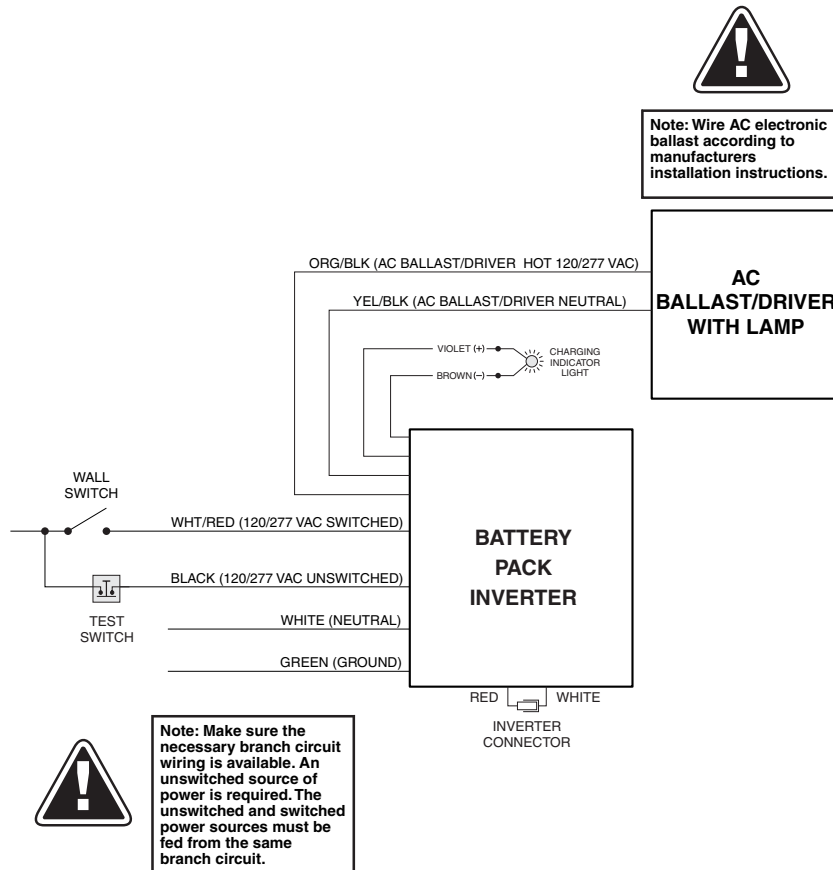 Note: Wire AC electronic
ballast according to
manufacturers
installation instructions.
ORG/BLK (AC BALLAST/DRIVER HOT 120/277 VAC)
YEL/BLK (AC BALLAST/DRIVER NEUTRAL)
AC
BALLAST/DRIVER
WITH LAMP
VIOLET (+)
BROWN (–)
CHARGING
INDICATOR
LIGHT
WALL
SWITCH
WHT/RED (120/277 VAC SWITCHED)
BLACK (120/277 VAC UNSWITCHED)
TEST
SWITCH
WHITE (NEUTRAL)
GREEN (GROUND)
BATTERY
PACK
INVERTER
RED
WHITE
INVERTER
CONNECTOR
Note: Make sure the
necessary branch circuit
wiring is available. An
unswitched source of
power is required. The
unswitched and switched
power sources must be
fed from the same
branch circuit.